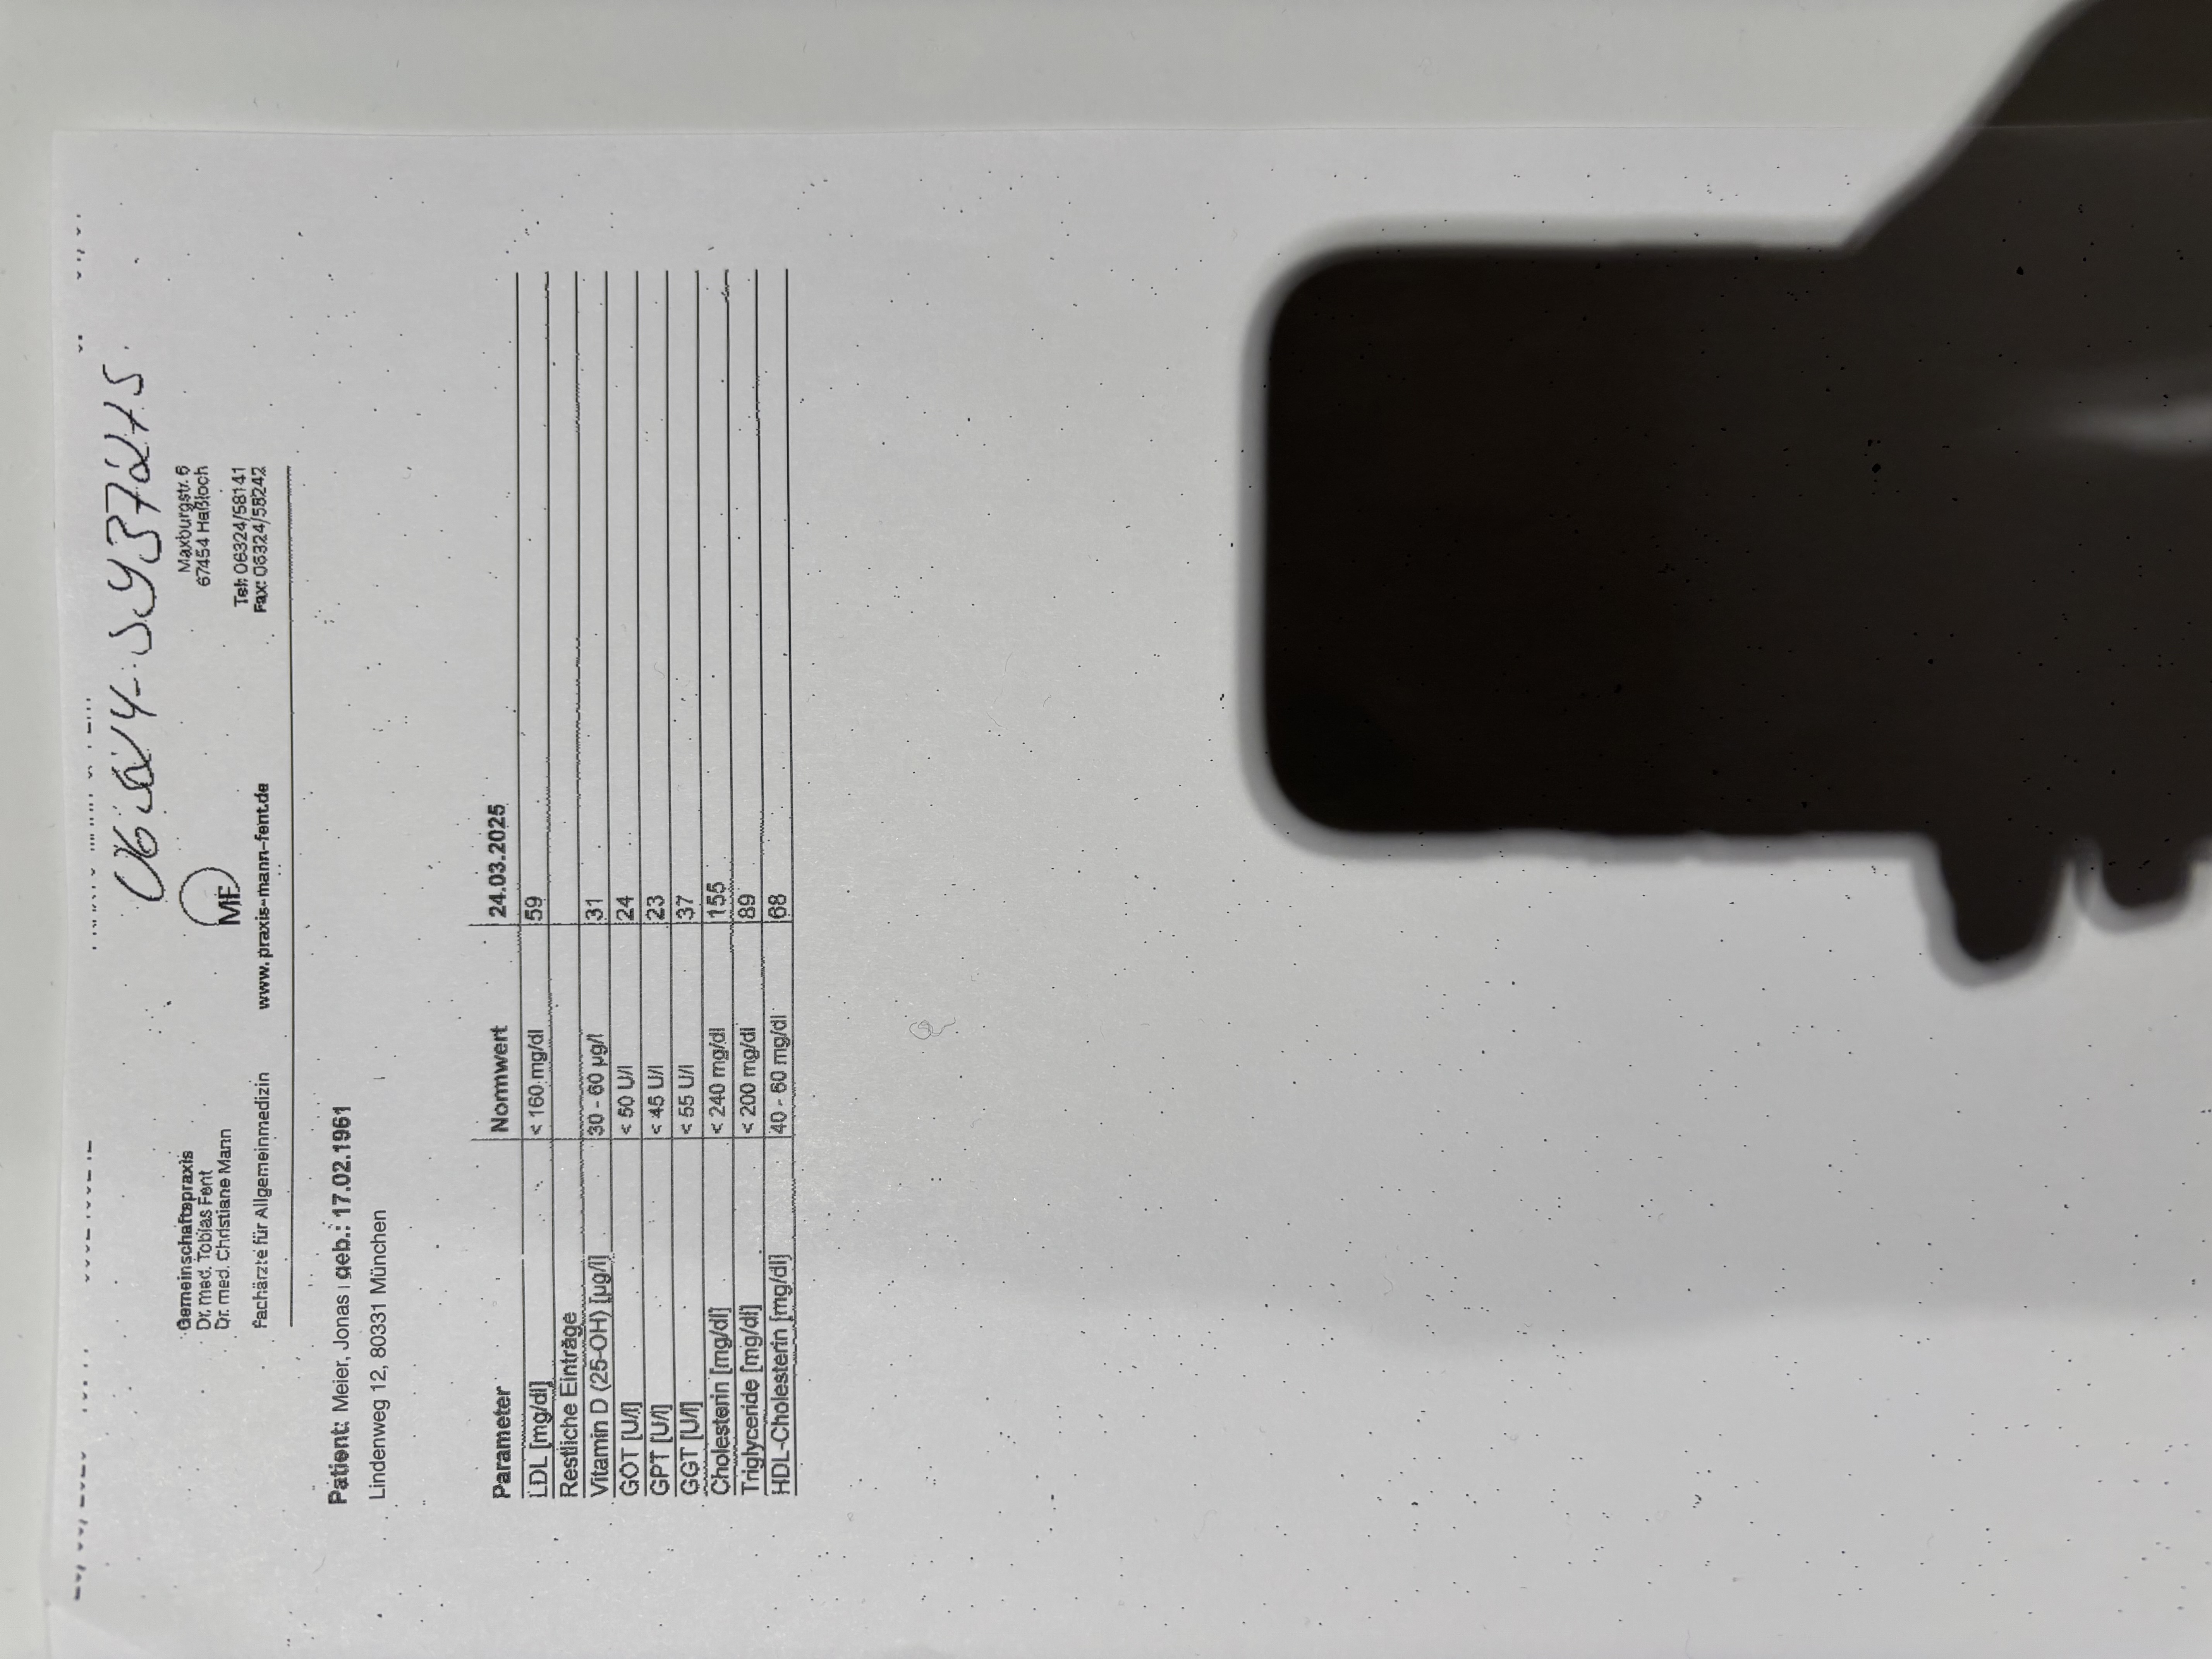 Gemeinschaftspraxis
Dr. med. Tobias Fent
Dr. med. Christiane Mann
Fachärzte für Allgemeinmedizin
ME
www.praxis-mann-fent.de
Maxburgstr. 6
67454 Haßloch
Tel: 06324/58141
Fax: 06324/58242
Patient: Meier, Jonas geb.: 17.02.1961
Lindenweg 12, 80331 München
Parameter Normwert 24.03.2025
LDL [mg/dl] < 160 mg/dl 59
Restliche Einträge
Vitamin D (25-OH) [µg/l] 30 - 60 µg/l 31
GOT [U/l] < 50 U/l 24
GPT [U/l] < 45 U/l 23
GGT [U/l] < 55 U/l 37
Cholesterin [mg/dl] < 240 mg/dl 155
Triglyceride [mg/dl] < 200 mg/dl 89
HDL-Cholesterin [mg/dl] 40 - 60 mg/dl 68